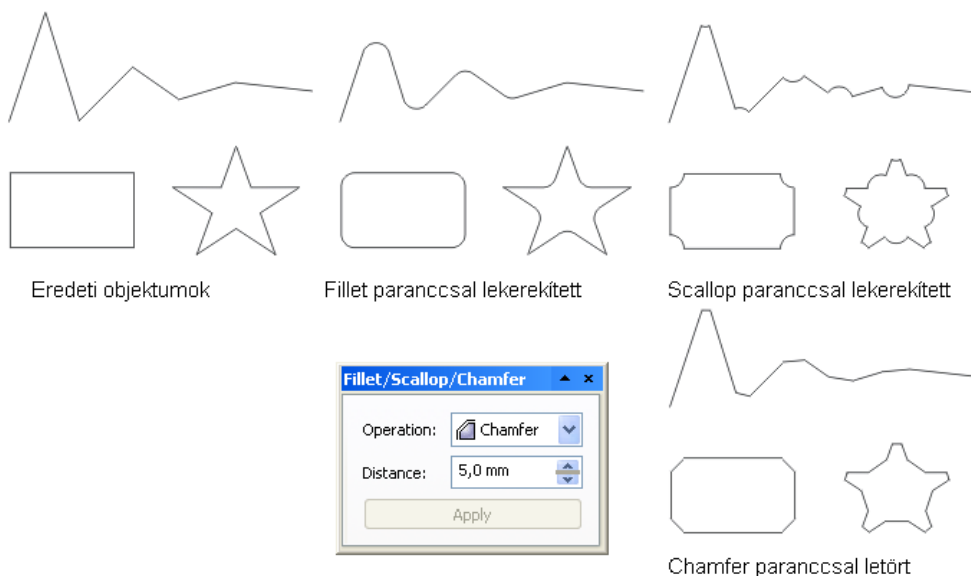 Eredeti objektumok
Fillet paranccsal lekerekített
Scallop paranccsal lekerekített
Fillet/Scallop/Chamfer
Operation: Chamfer
Distance: 5,0 mm
Apply
Chamfer paranccsal letört